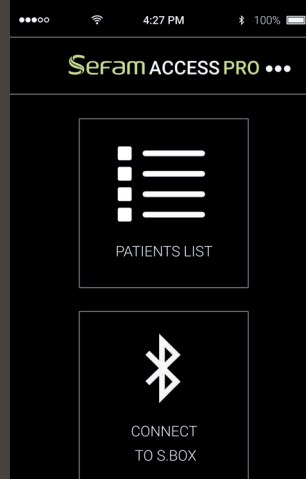 4:27 PM
100%
Sefam ACCESS PRO
PATIENTS LIST
CONNECT
TO S.BOX